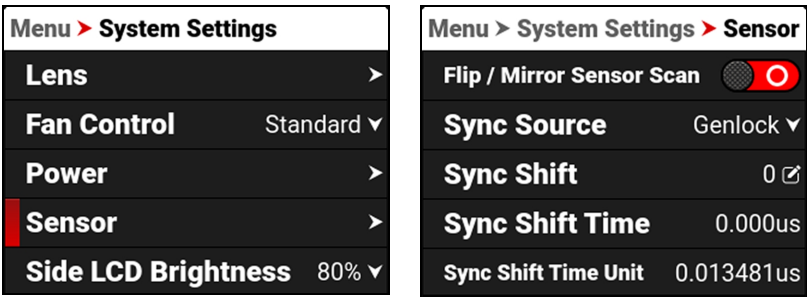 Menu ➤ System Settings
Lens
Fan Control Standard
Power
Sensor
Side LCD Brightness 80%
Menu ➤ System Settings ➤ Sensor
Flip / Mirror Sensor Scan
Sync Source Genlock
Sync Shift 0
Sync Shift Time 0.000us
Sync Shift Time Unit 0.013481us